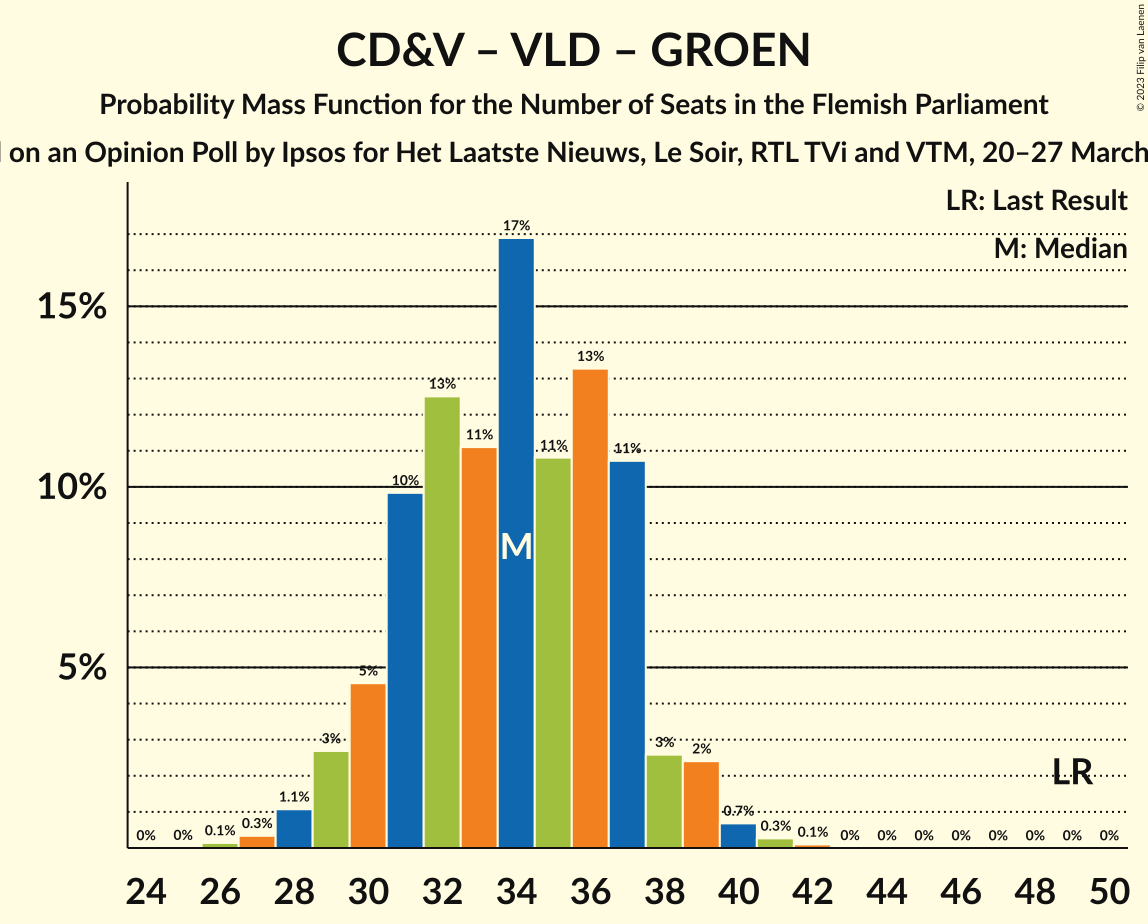 CD&V – VLD – GROEN
Probability Mass Function for the Number of Seats in the Flemish Parliament
on an Opinion Poll by Ipsos for Het Laatste Nieuws, Le Soir, RTL TVi and VTM, 20–27 March
© 2023 Filip van Laenen
LR: Last Result
M: Median
17%
15%
13%
13%
11%
11%
11%
10%
10%
M
5%
5%
3%
3%
2%
LR
1.1%
0% 0% 0.1% 0.3% 0.7% 0.3% 0.1% 0% 0% 0% 0% 0% 0% 0% 0%
24 26 28 30 32 34 36 38 40 42 44 46 48 50